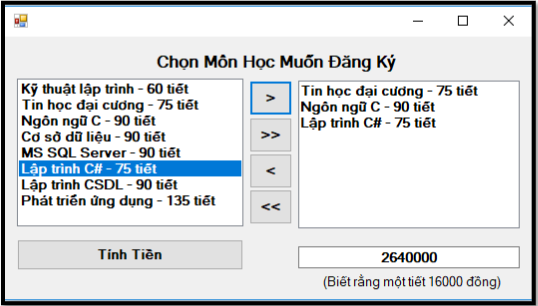 Chọn Môn Học Muốn Đăng Ký
Kỹ thuật lập trình - 60 tiết
Tin học đại cương - 75 tiết
Ngôn ngữ C - 90 tiết
Cơ sở dữ liệu - 90 tiết
MS SQL Server - 90 tiết
Lập trình C# - 75 tiết
Lập trình CSDL - 90 tiết
Phát triển ứng dụng - 135 tiết
>
>>
<
<<
Tin học đại cương - 75 tiết
Ngôn ngữ C - 90 tiết
Lập trình C# - 75 tiết
Tính Tiền
2640000
(Biết rằng một tiết 16000 đồng)